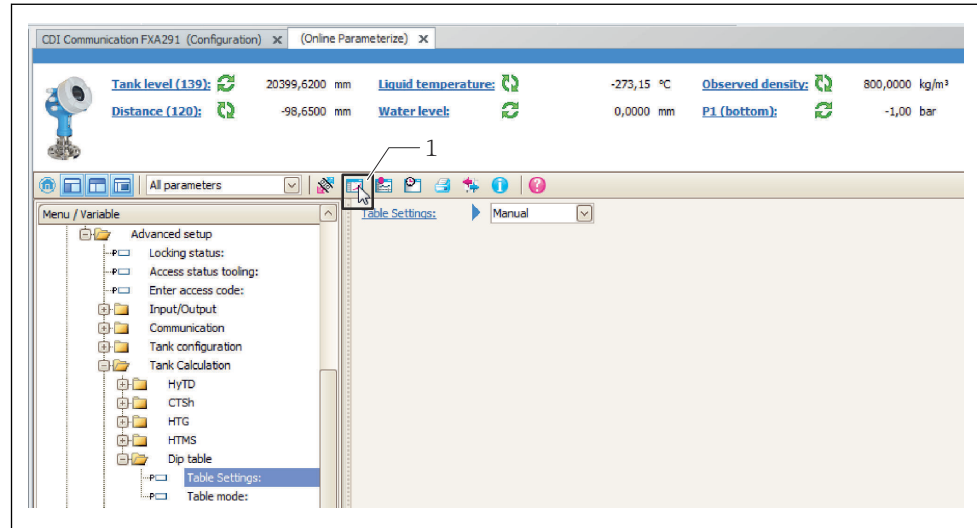 CDI Communication FXA291 (Configuration) (Online Parameterize)
Tank level (139): 20399,6200 mm Liquid temperature: -273,15 °C Observed density: 800,0000 kg/m³
Distance (120): -98,6500 mm Water level: 0,0000 mm P1 (bottom): -1,00 bar
1
All parameters
Menu / Variable
Table Settings: Manual
Advanced setup
Locking status:
Access status tooling:
Enter access code:
Input/Output
Communication
Tank configuration
Tank Calculation
HyTD
CTSh
HTG
HTMS
Dip table
Table Settings:
Table mode: